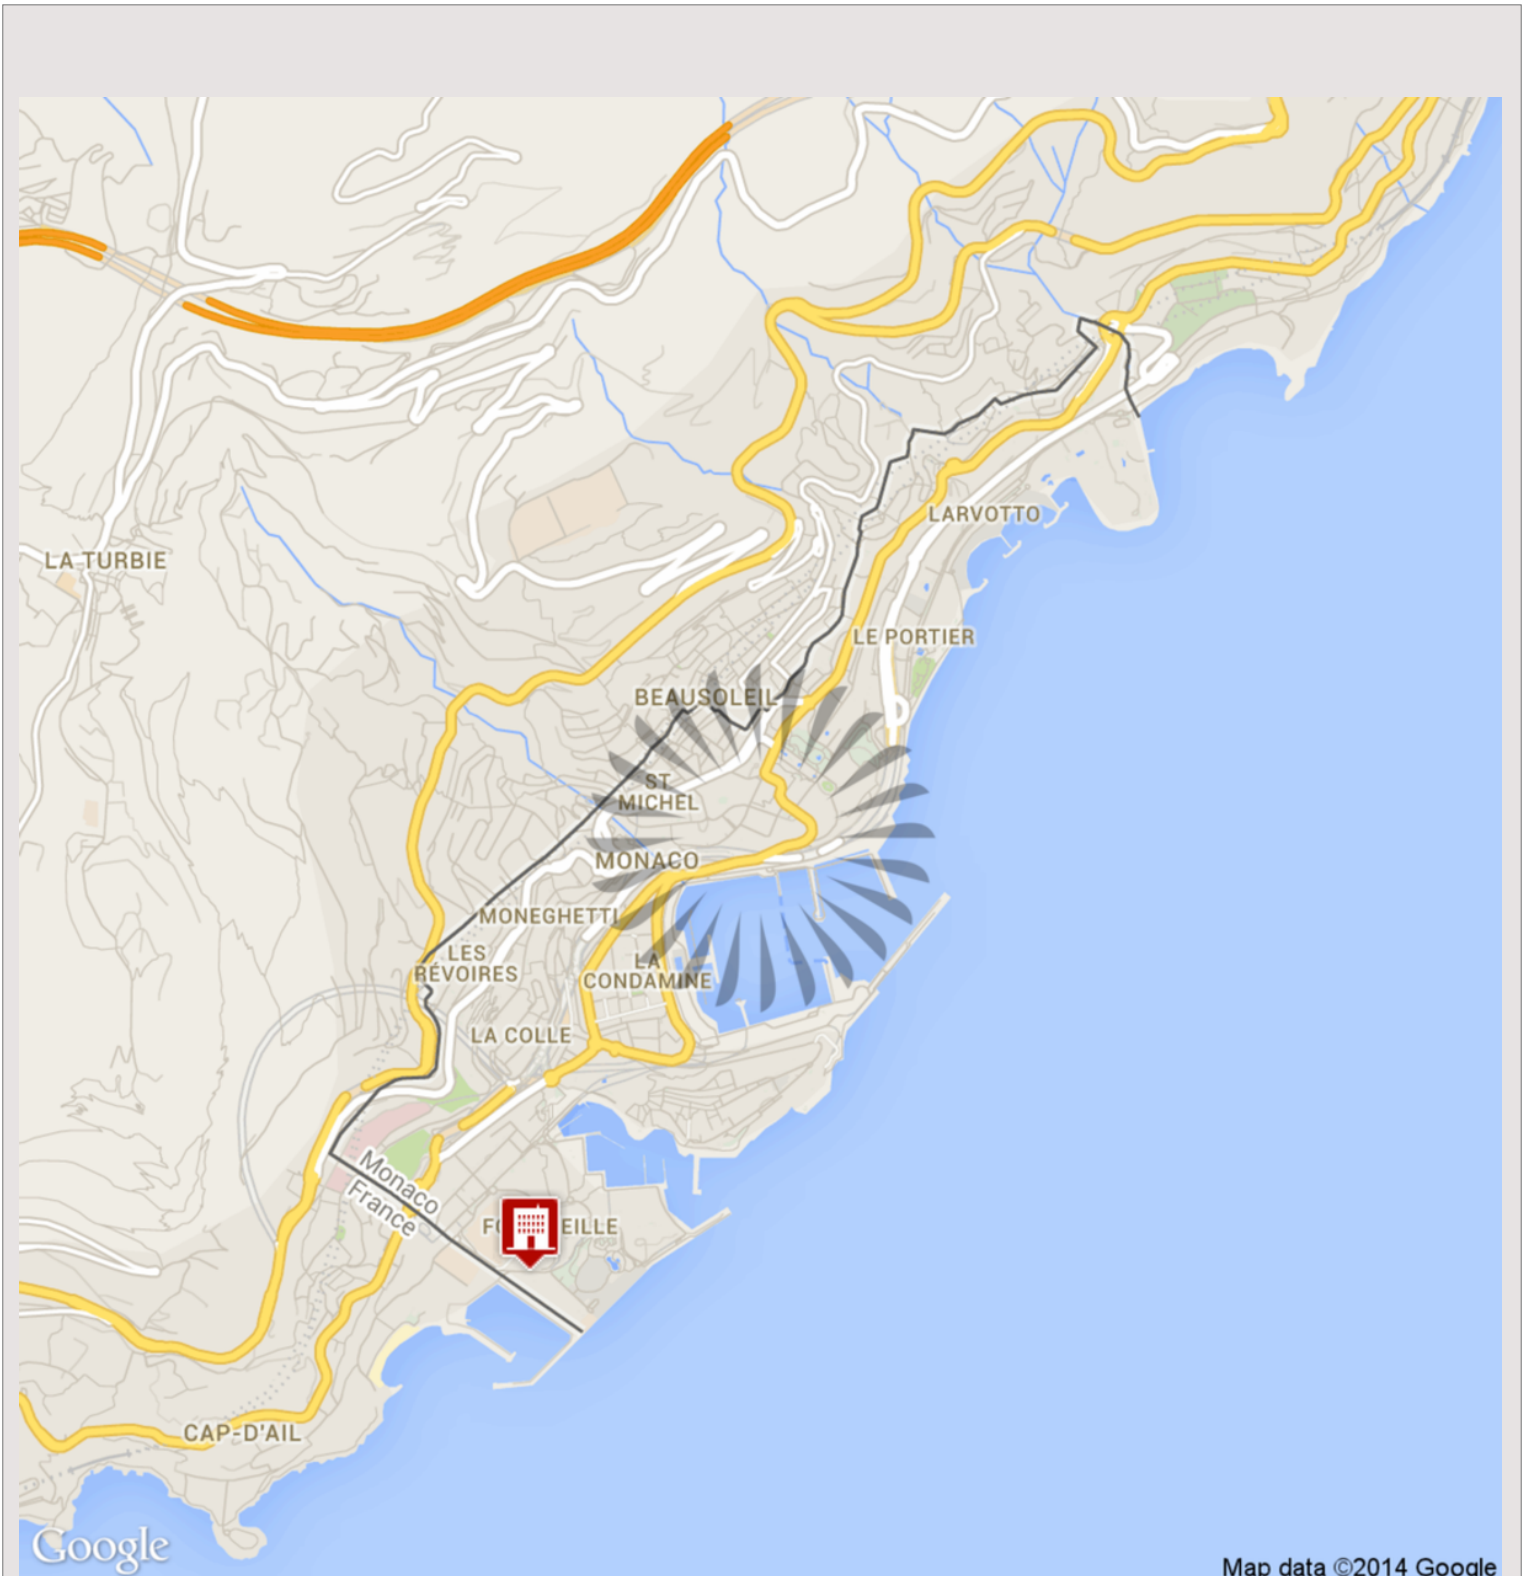 LARVOTTO
LA TURBIE
LE PORTIER
BEAUSOLEIL
ST
MICHEL
MONACO
MONEGHETTI
LES
RÉVOIRES
LA
CONDAMINE
LA COLLE
Monaco
France
CAP-D'AIL
Google
Map data ©2014 Google